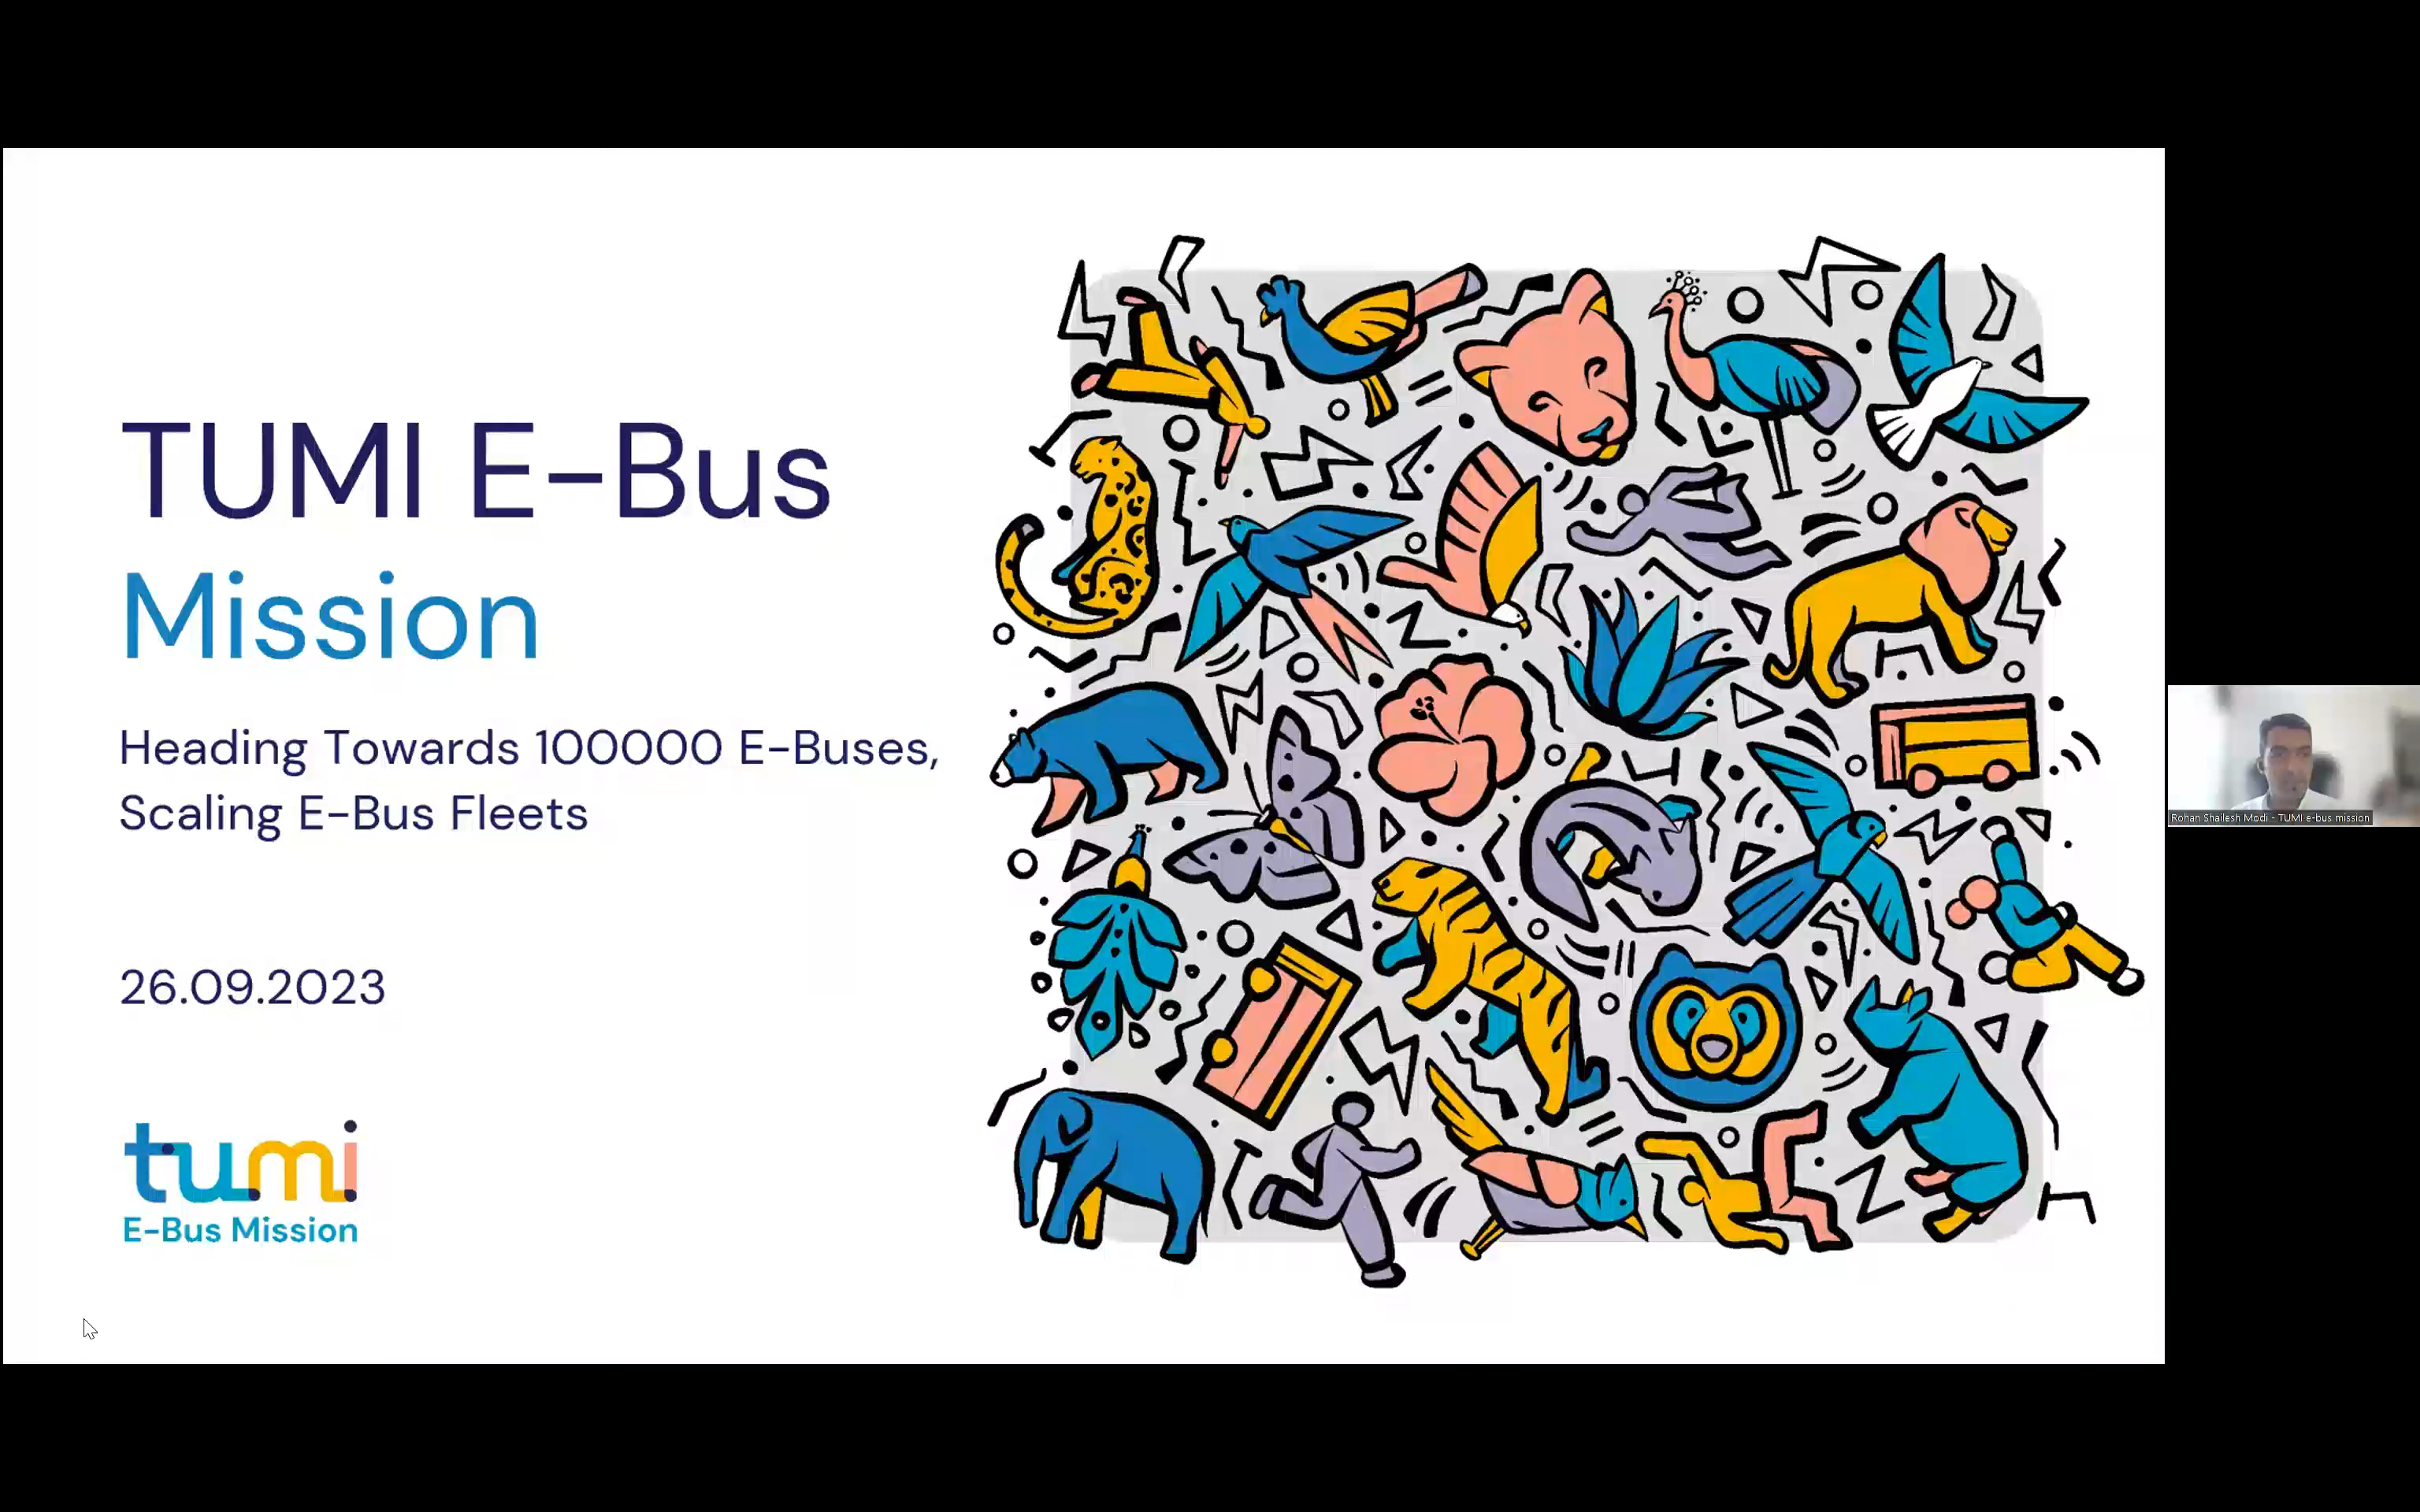 TUMI E-Bus
Mission
Heading Towards 100000 E-Buses,
Scaling E-Bus Fleets
26.09.2023
tumi
E-Bus Mission
Rohan Shailesh Modi - TUMI e-bus mission